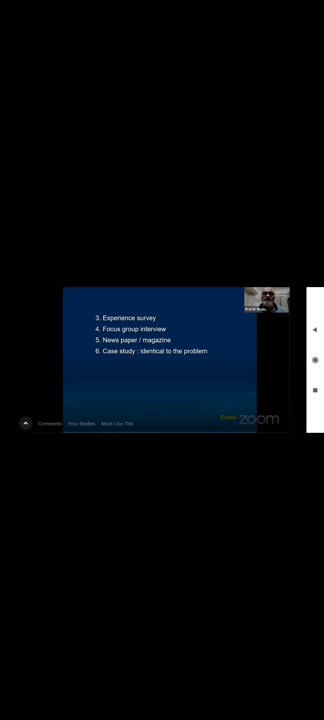 3. Experience survey
4. Focus group interview
5. News paper / magazine
6. Case study : identical to the problem
Contd.
zoom
Comments Your Replies More Like This